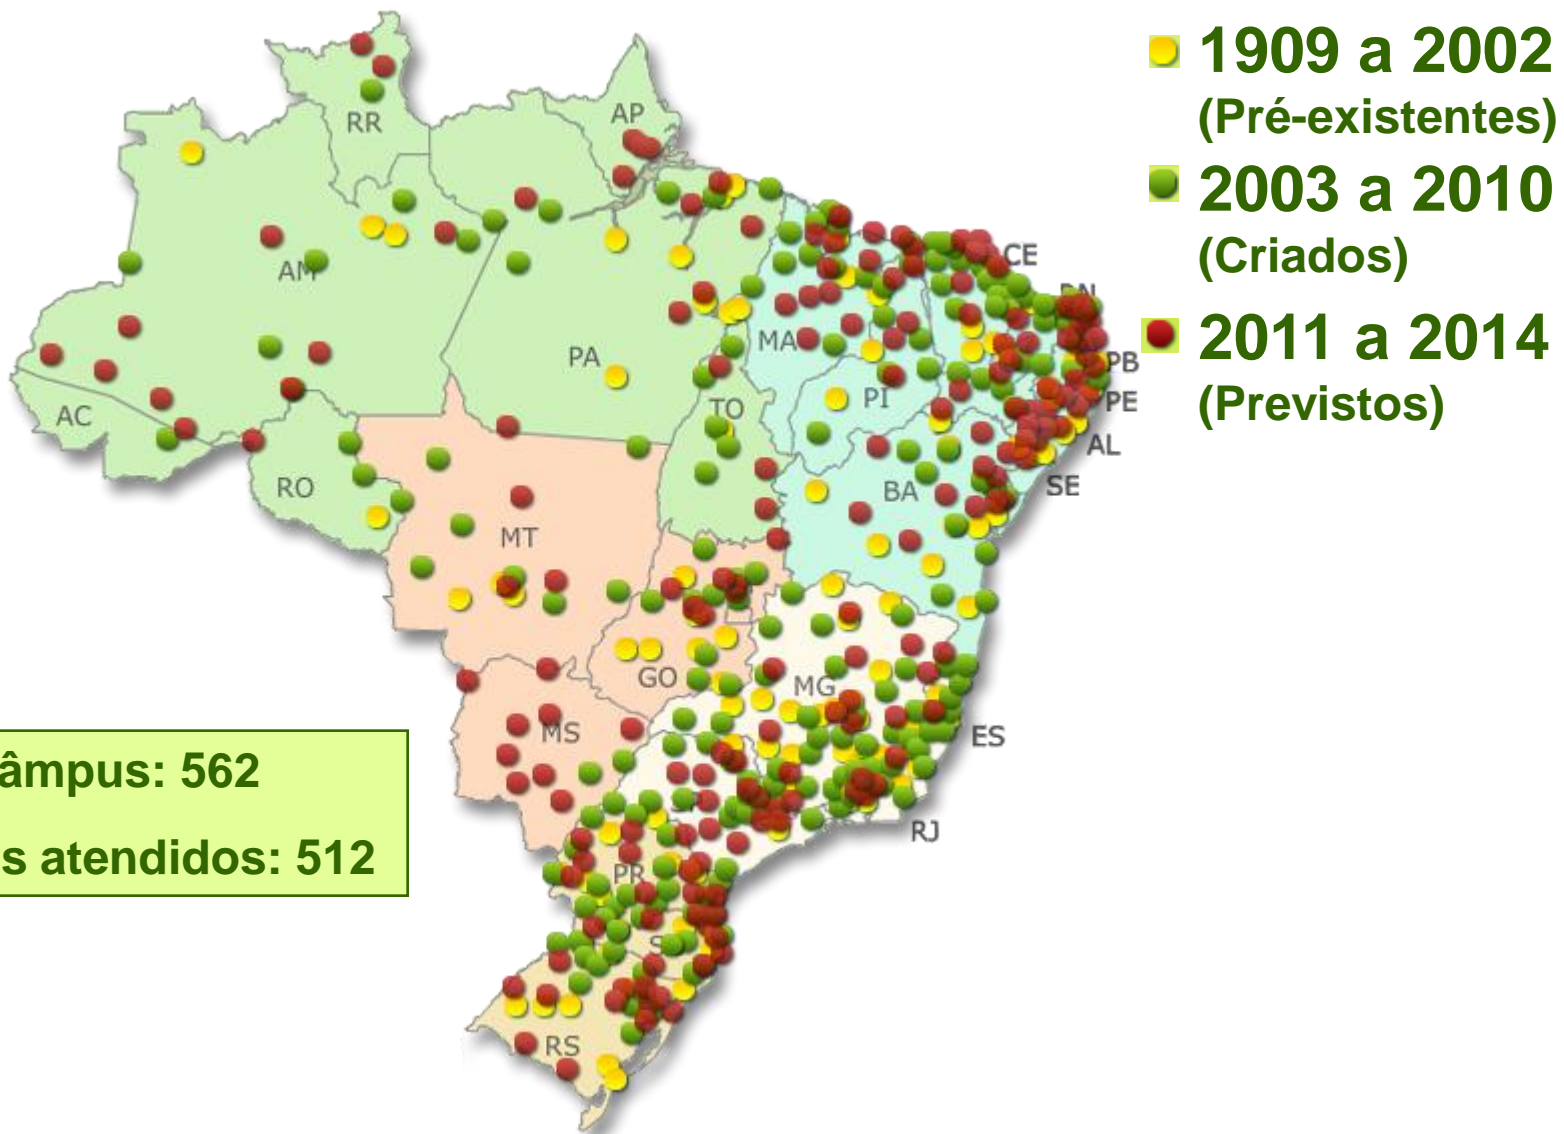 1909 a 2002
(Pré-existentes)
2003 a 2010
(Criados)
2011 a 2014
(Previstos)
RR
AP
AM
CE
MA
PA
PB
PI
PE
TO
AC
AL
BA
SE
RO
MT
GO
MG
MS
ES
RJ
PR
RS
âmpus: 562
s atendidos: 512